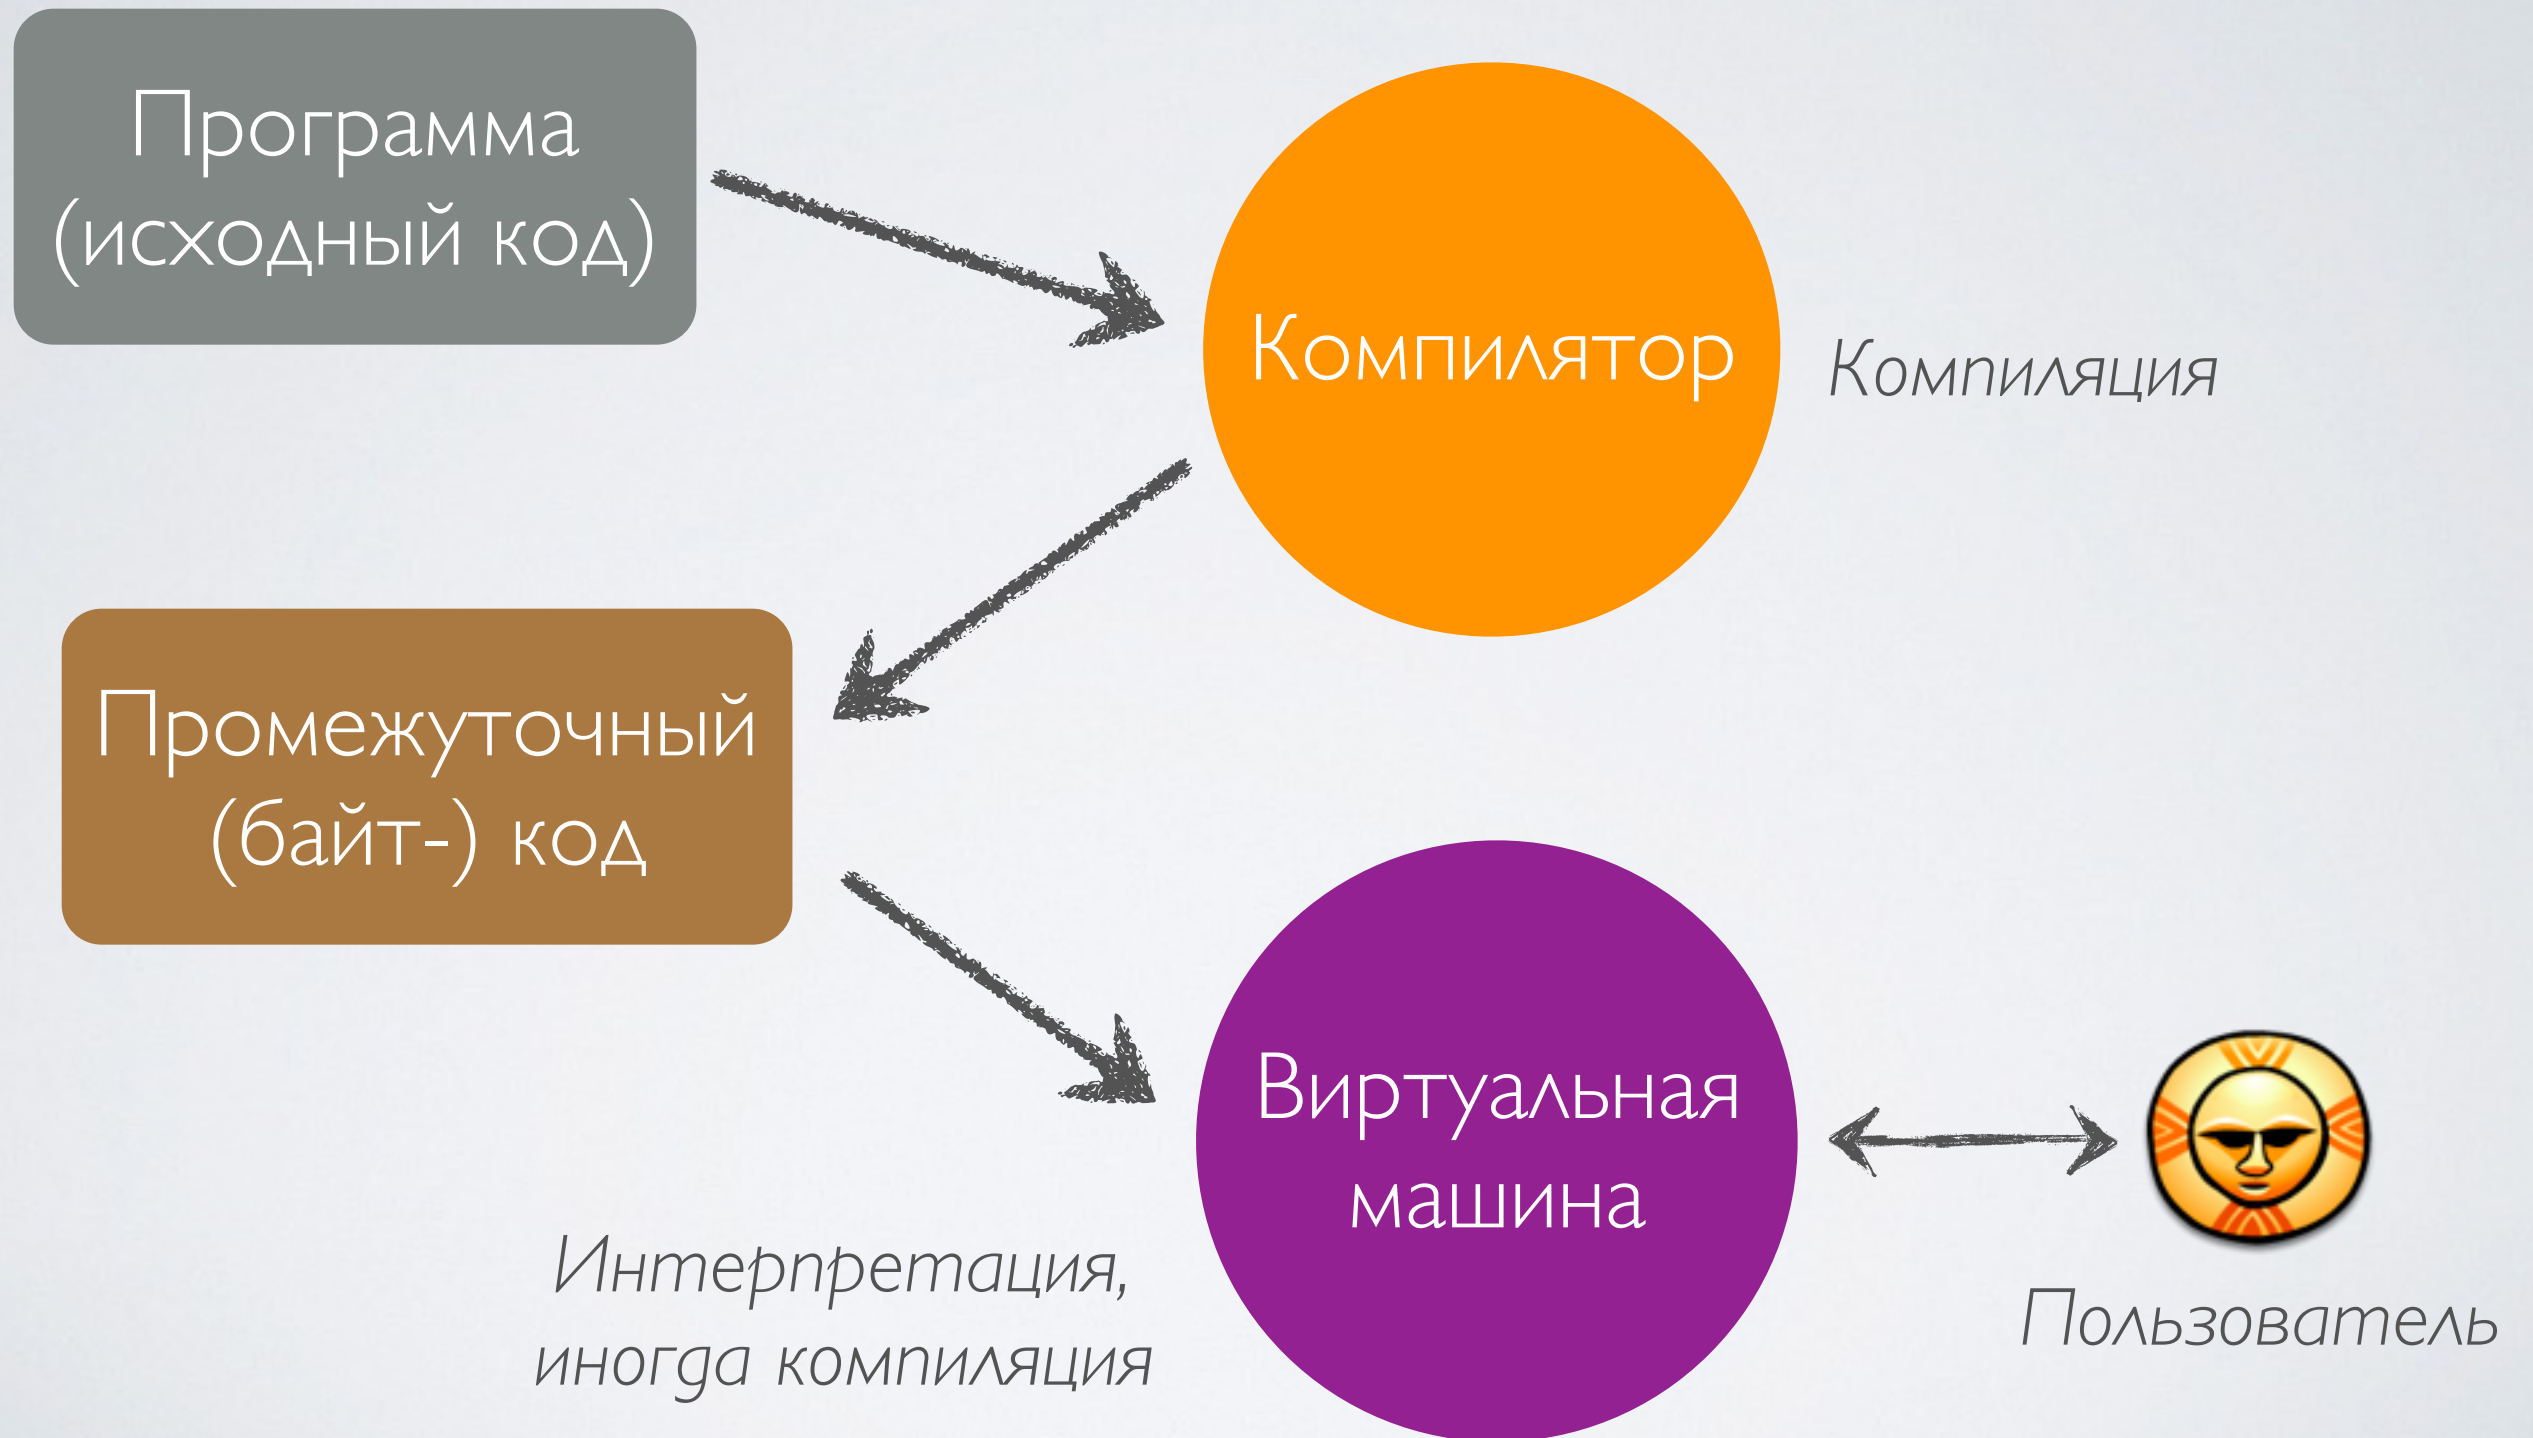 Программа
(исходный код)
Компилятор
Компиляция
Промежуточный
(байт-) код
Виртуальная
машина
Интерпретация,
иногда компиляция
Пользователь